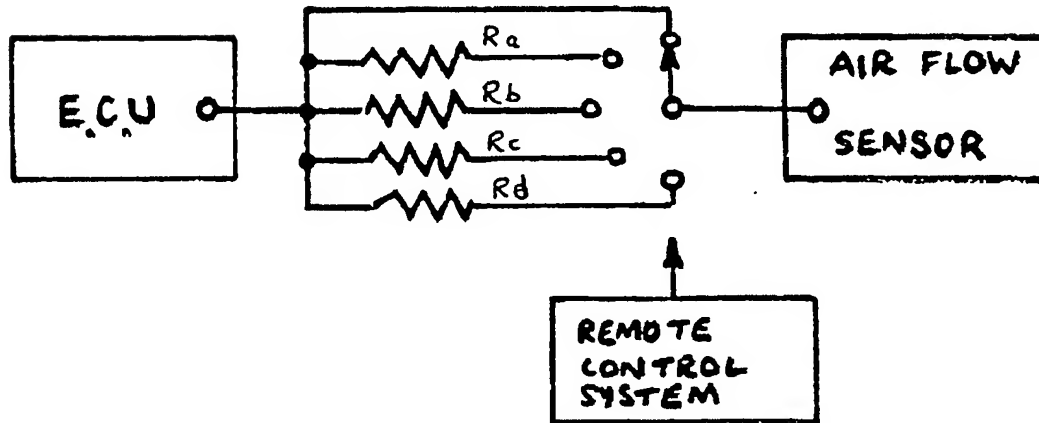 E.C.U
Ra
Rb
Rc
Rd
AIR FLOW
SENSOR
REMOTE
CONTROL
SYSTEM